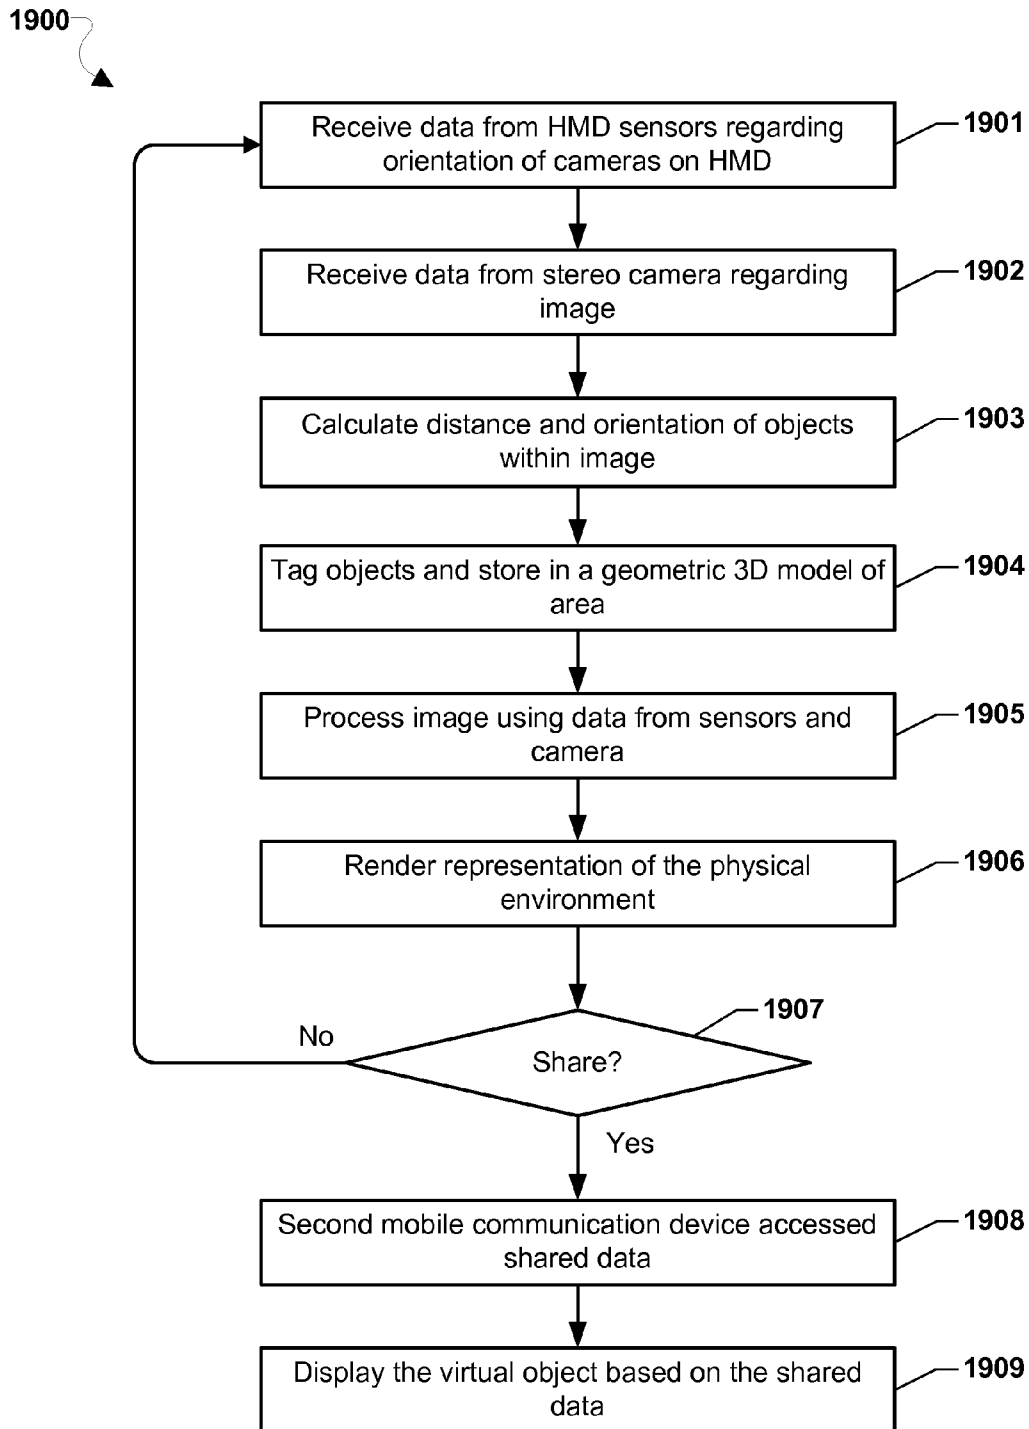 1900
Receive data from HMD sensors regarding
orientation of cameras on HMD
1901
Receive data from stereo camera regarding
image
1902
Calculate distance and orientation of objects
within image
1903
Tag objects and store in a geometric 3D model of
area
1904
Process image using data from sensors and
camera
1905
Render representation of the physical
environment
1906
Share?
1907
No
Yes
Second mobile communication device accessed
shared data
1908
Display the virtual object based on the shared
data
1909